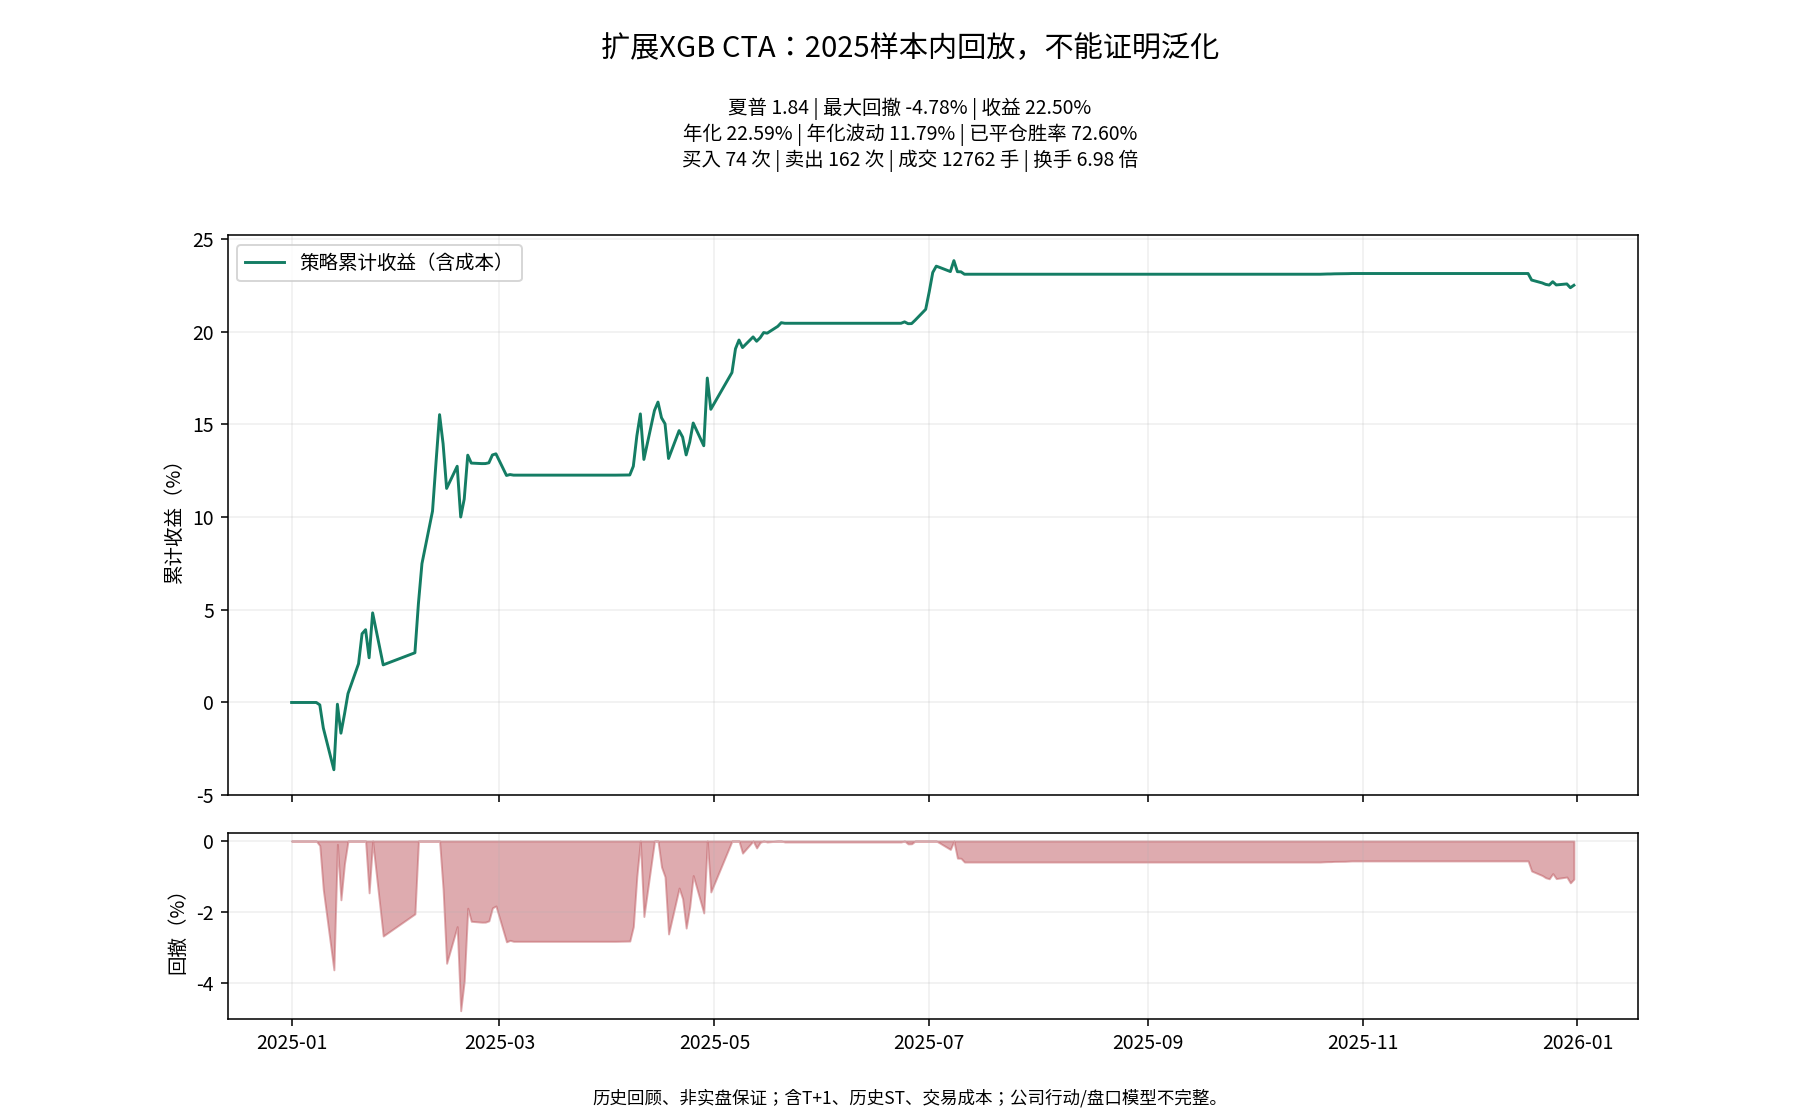 扩展XGB CTA：2025样本内回放，不能证明泛化
夏普 1.84 | 最大回撤 -4.78% | 收益 22.50%
年化 22.59% | 年化波动 11.79% | 已平仓胜率 72.60%
买入 74 次 | 卖出 162 次 | 成交 12762 手 | 换手 6.98 倍
策略累计收益（含成本）
累计收益（%）
25
20
15
10
5
0
-5
回撤（%）
0
-2
-4
2025-01
2025-03
2025-05
2025-07
2025-09
2025-11
2026-01
历史回顾、非实盘保证；含T+1、历史ST、交易成本；公司行动/盘口模型不完整。